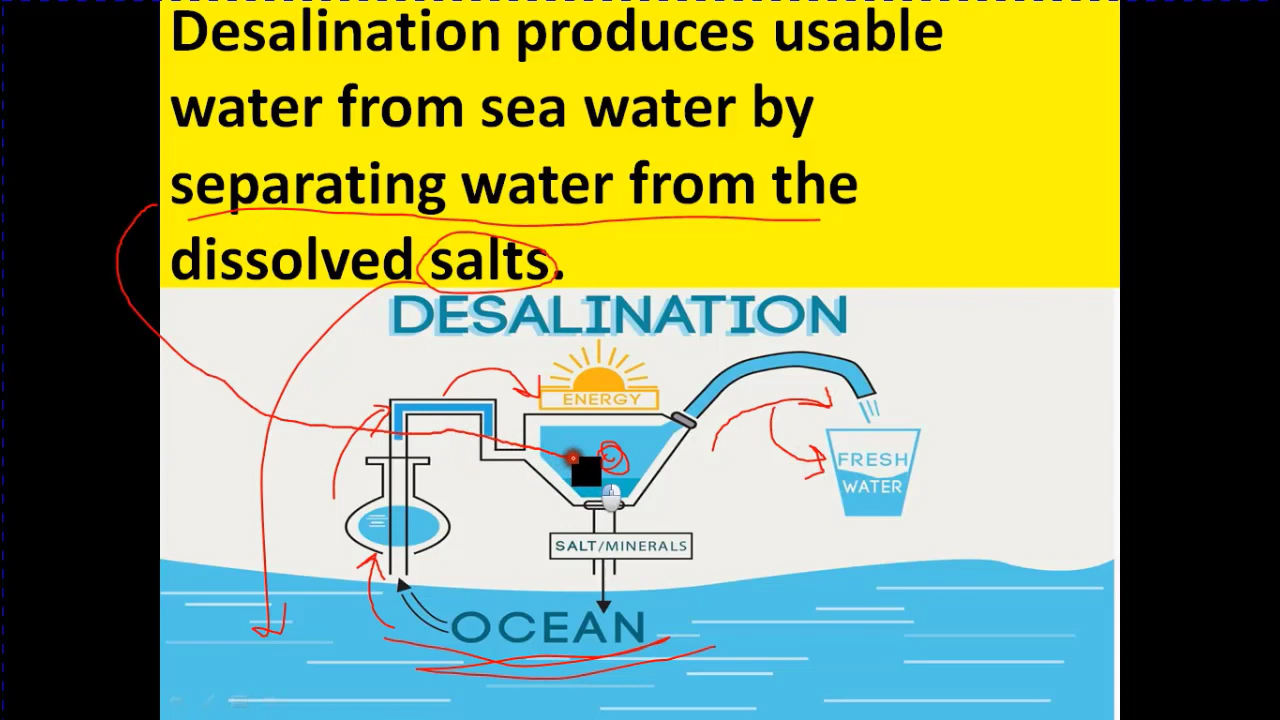 Desalination produces usable
water from sea water by
separating water from the
dissolved salts.
DESALINATION
ENERGY
FRESH
WATER
SALT/MINERALS
OCEAN